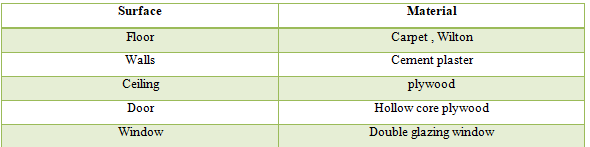 Surface Material
Floor Carpet , Wilton
Walls Cement plaster
Ceiling plywood
Door Hollow core plywood
Window Double glazing window